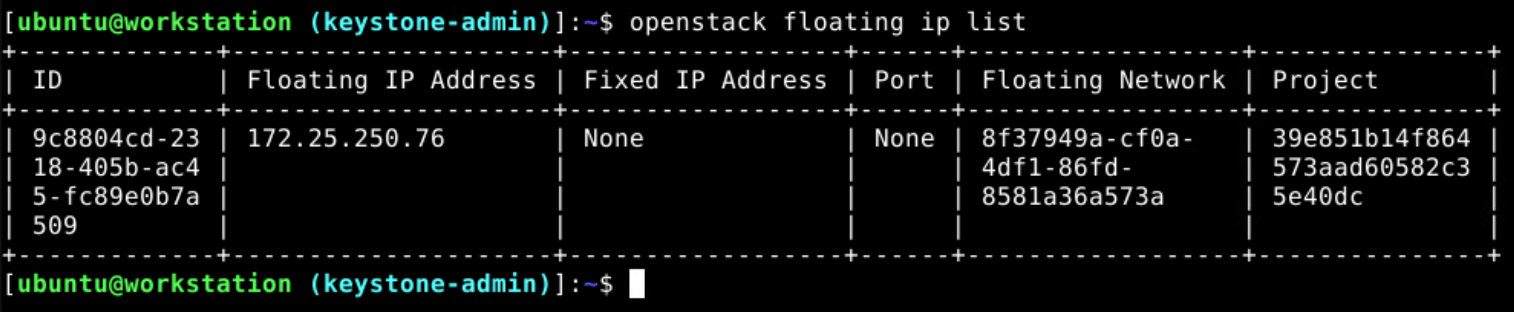 [ubuntu@workstation (keystone-admin)]:~$ openstack floating ip list
+-------------+---------------------+------------------+------+------------------+---------------+
| ID          | Floating IP Address | Fixed IP Address | Port | Floating Network | Project       |
+-------------+---------------------+------------------+------+------------------+---------------+
| 9c8804cd-23 | 172.25.250.76       | None             | None | 8f37949a-cf0a-   | 39e851b14f864 |
| 18-405b-ac4 |                     |                  |      | 4df1-86fd-       | 573aad60582c3 |
| 5-fc89e0b7a |                     |                  |      | 8581a36a573a     | 5e40dc        |
| 509         |                     |                  |      |                  |               |
+-------------+---------------------+------------------+------+------------------+---------------+
[ubuntu@workstation (keystone-admin)]:~$